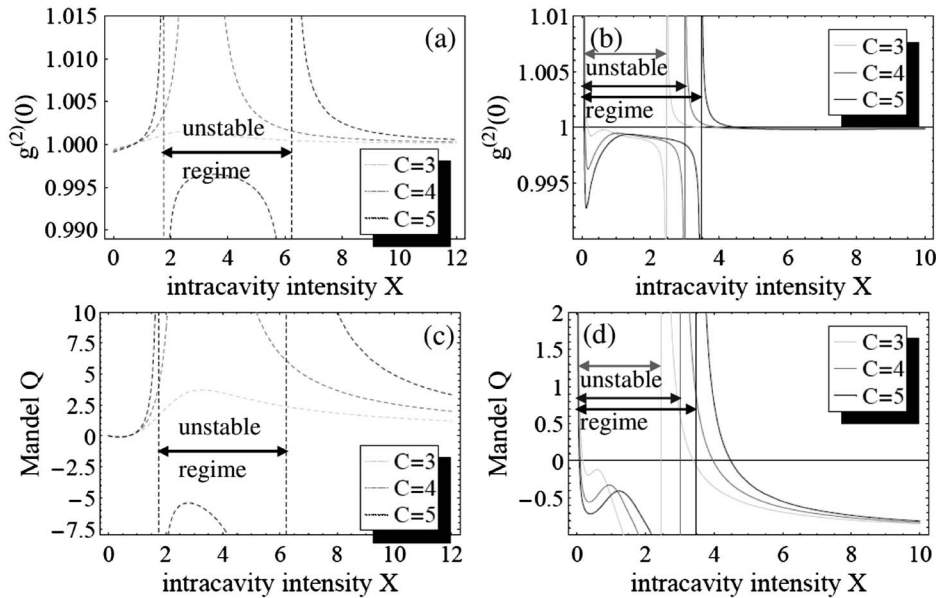 (a)
g(2)(0)
1.015
1.010
1.005
1.000
0.995
0.990
unstable
regime
C=3
C=4
C=5
0 2 4 6 8 10 12
intracavity intensity X
(b)
g(2)(0)
1.01
1.005
1
0.995
unstable
regime
C=3
C=4
C=5
0 2 4 6 8 10
intracavity intensity X
(c)
Mandel Q
10
7.5
5
2.5
0
−2.5
−5
−7.5
unstable
regime
C=3
C=4
C=5
0 2 4 6 8 10 12
intracavity intensity X
(d)
Mandel Q
2
1.5
1
0.5
0
−0.5
unstable
regime
C=3
C=4
C=5
0 2 4 6 8 10
intracavity intensity X